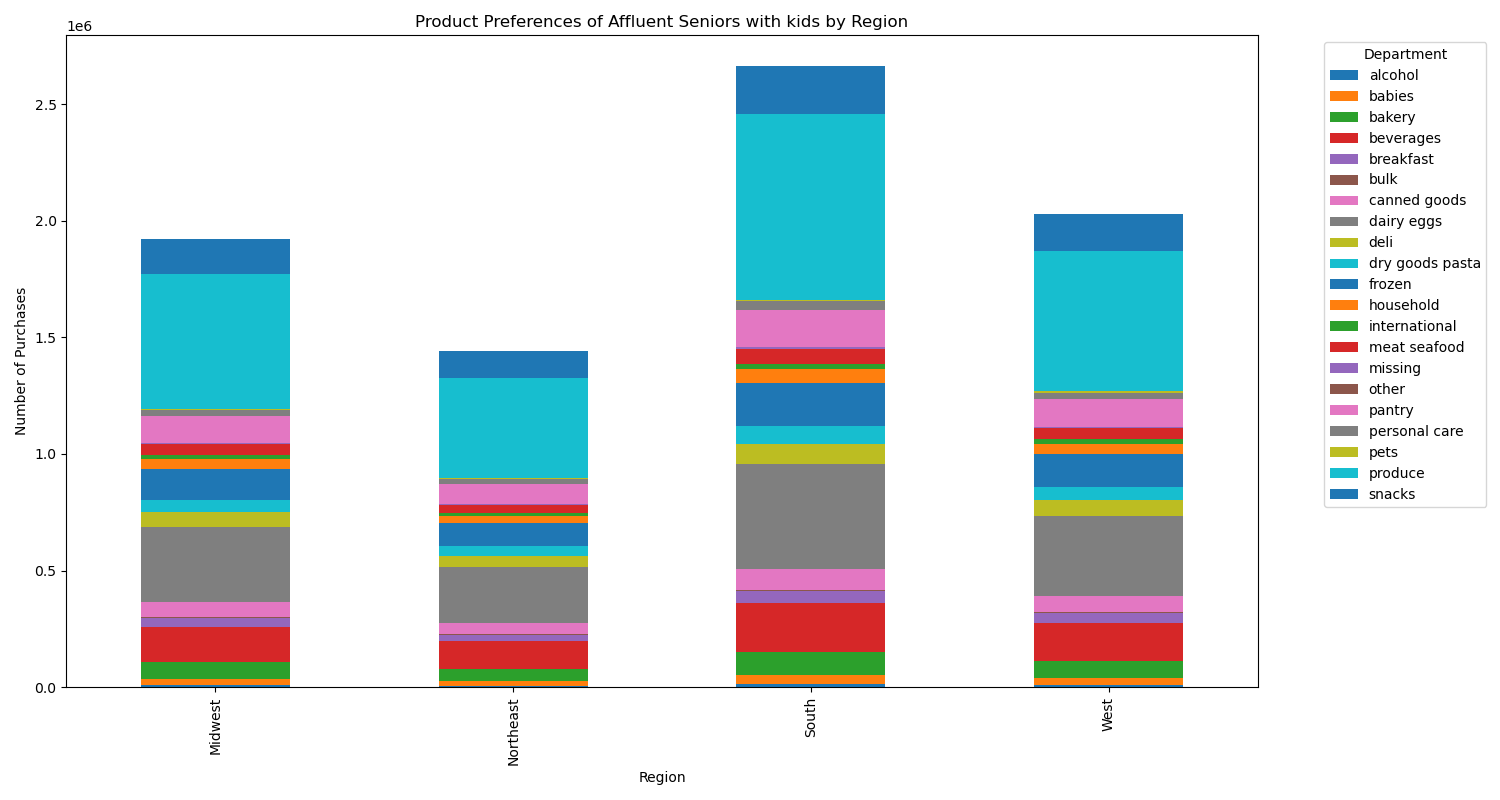 Product Preferences of Affluent Seniors with kids by Region
1e6
2.5
2.0
1.5
1.0
0.5
0.0
Number of Purchases
Midwest
Northeast
South
West
Region
Department
alcohol
babies
bakery
beverages
breakfast
bulk
canned goods
dairy eggs
deli
dry goods pasta
frozen
household
international
meat seafood
missing
other
pantry
personal care
pets
produce
snacks